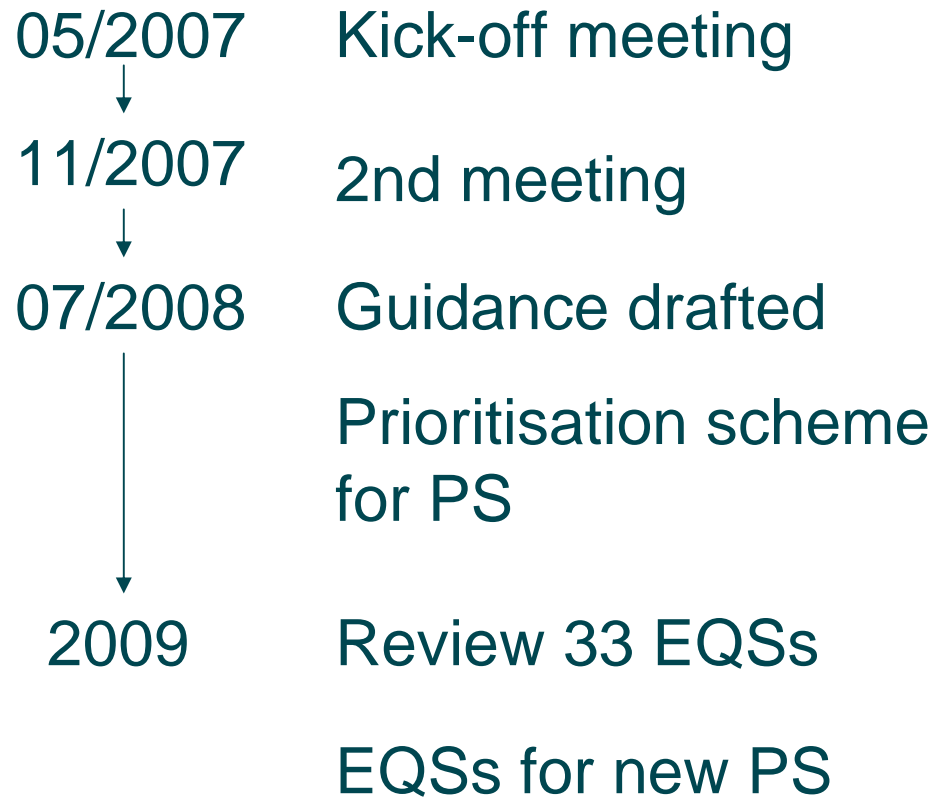 05/2007 Kick-off meeting
11/2007 2nd meeting
07/2008 Guidance drafted
Prioritisation scheme
for PS
2009 Review 33 EQSs
EQSs for new PS